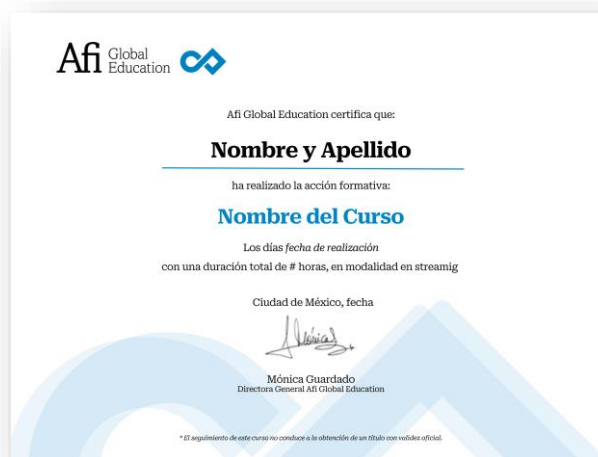 Afi Global
Education
Afi Global Education certifica que:
Nombre y Apellido
ha realizado la acción formativa:
Nombre del Curso
Los días fecha de realización
con una duración total de # horas, en modalidad en streamig
Ciudad de México, fecha
Mónica
Mónica Guardado
Directora General Afi Global Education
* El seguimiento de este curso no conduce a la obtención de un título con validez oficial.